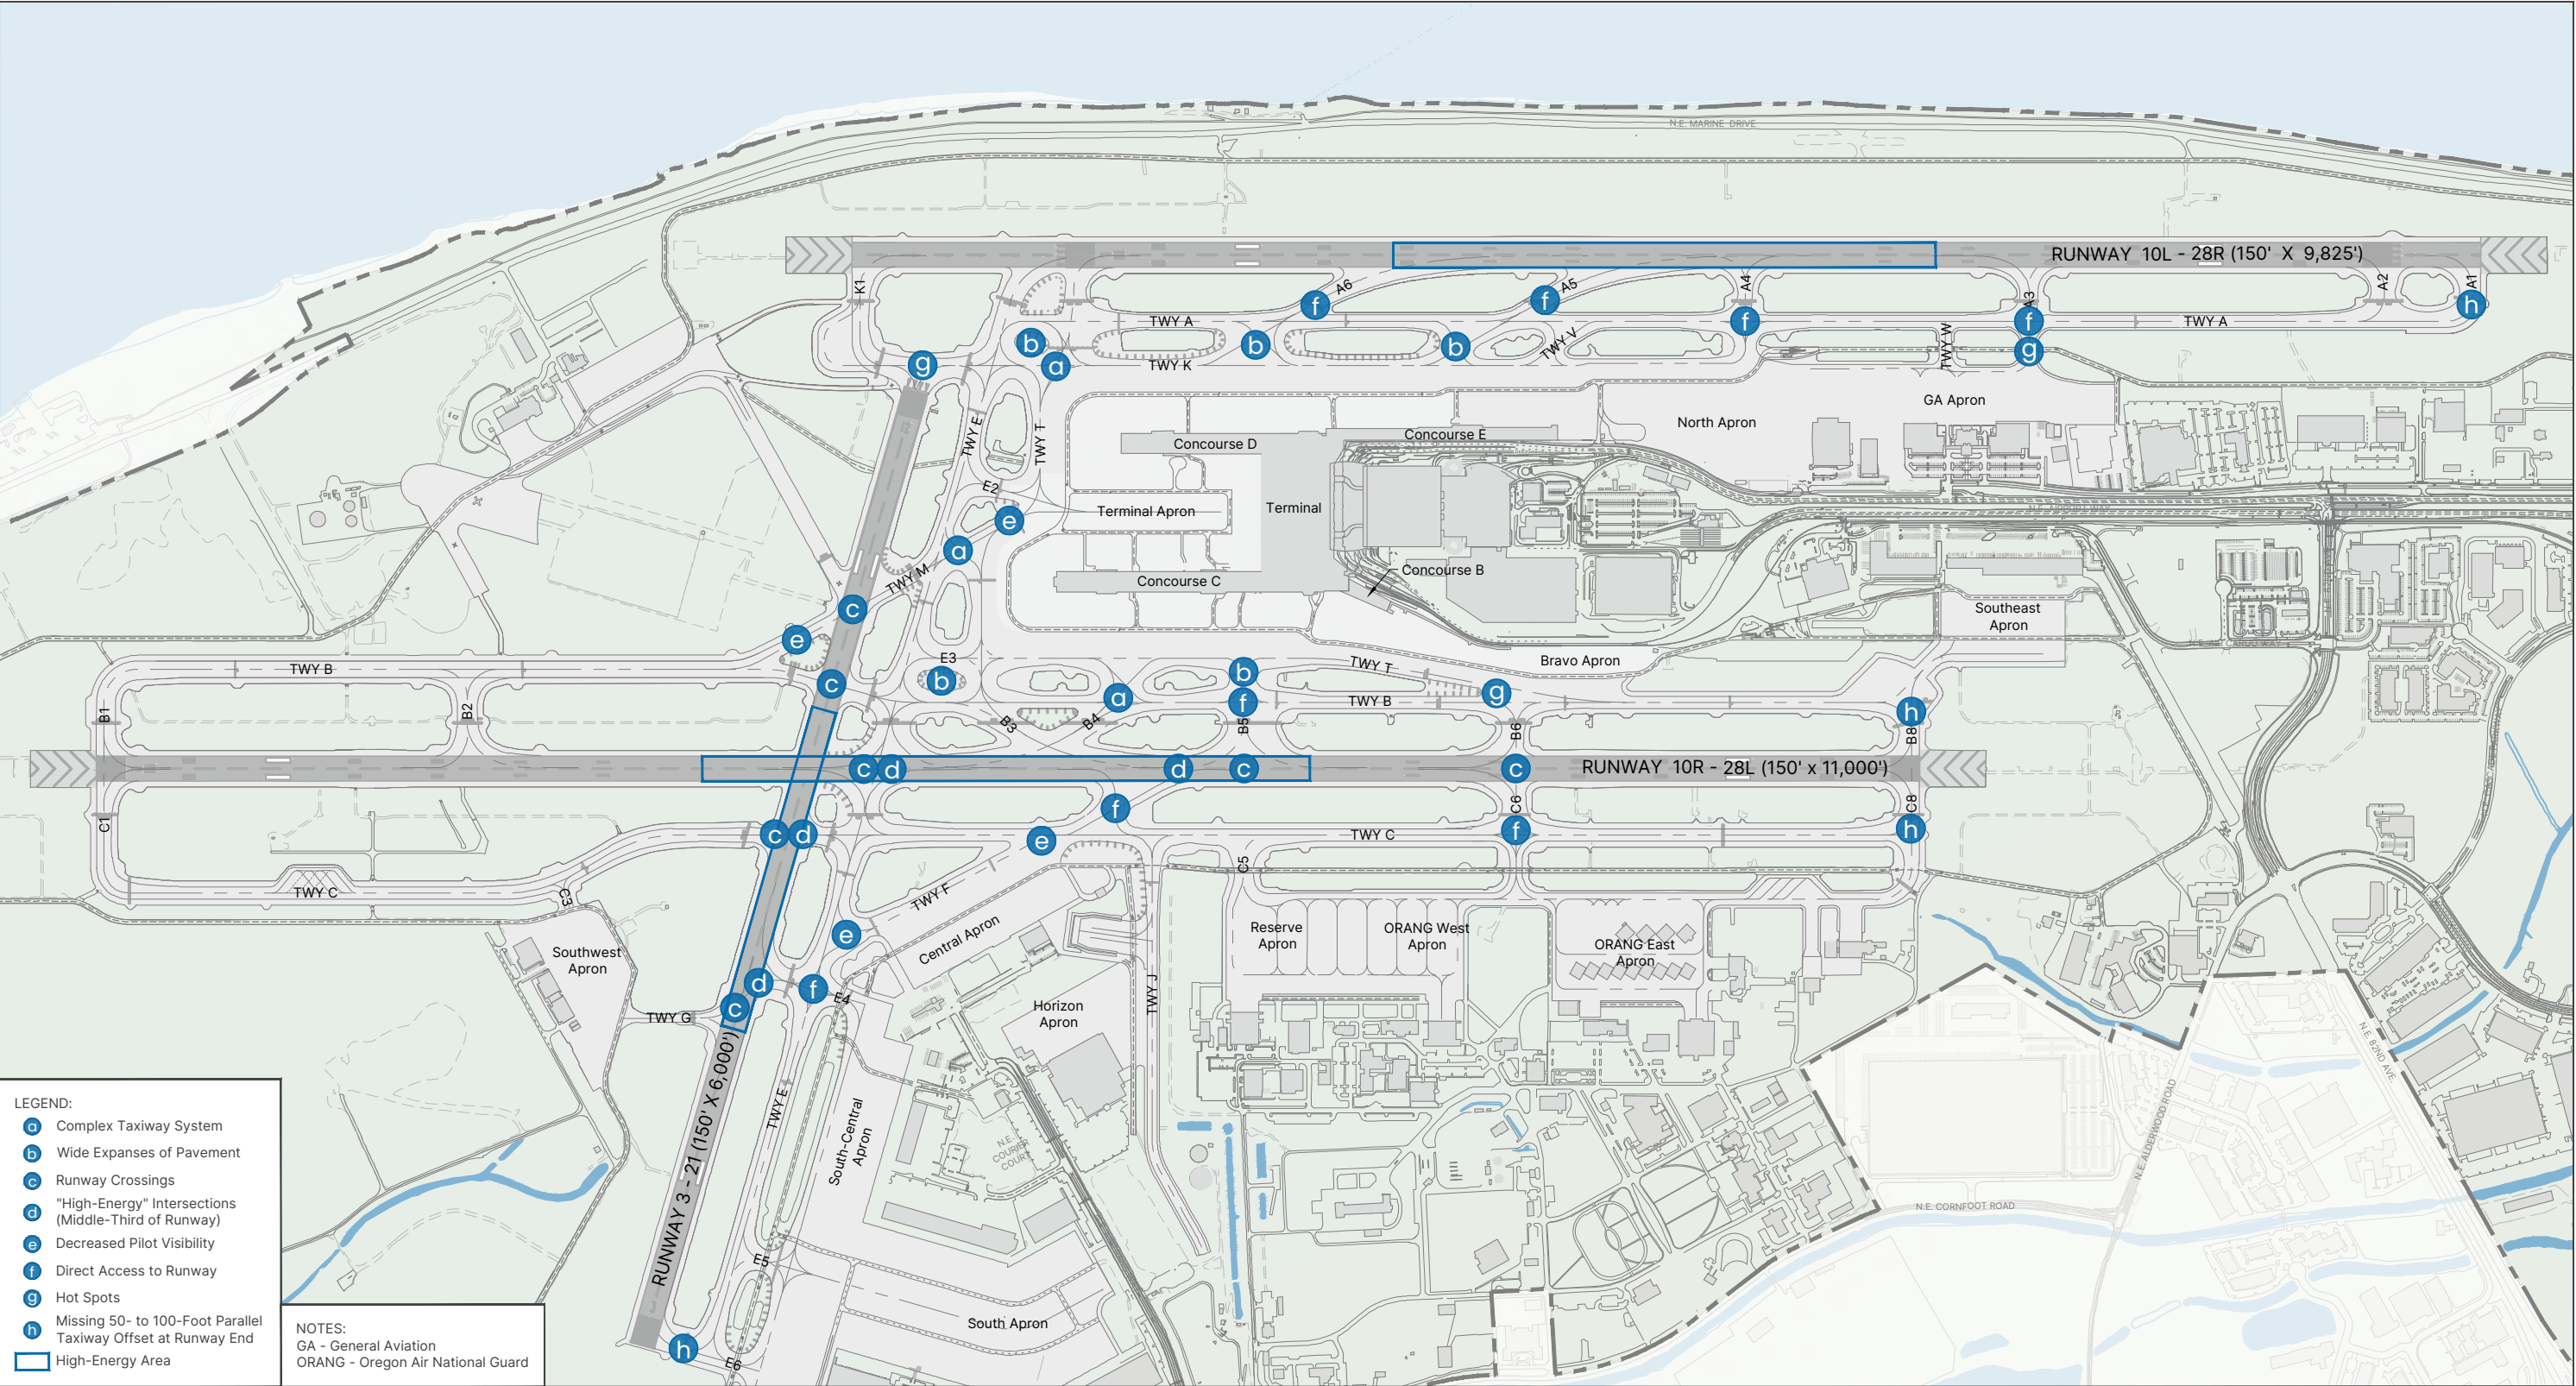 N.E. MARINE DRIVE
RUNWAY 10L - 28R (150' X 9,825')
K1
A6
A5
A4
A3
A2
A1
f
f
h
TWY A
f
f
TWY A
b
b
b
TWY V
TWY W
g
g
a
TWY K
GA Apron
North Apron
TWY E
TWY T
Concourse D
Concourse E
E2
e
Terminal Apron
Terminal
N.E. AIRPORT WAY
a
TWY M
Concourse C
Concourse B
c
Southeast
Apron
e
E3
TWY B
b
b
TWY T
Bravo Apron
c
g
a
f
TWY B
h
B1
B2
B3
B4
B5
B6
B8
c
d
d
c
c
RUNWAY 10R - 28L (150' x 11,000')
C1
f
C6
C8
c
d
e
TWY C
f
h
C5
TWY C
C3
TWY F
Central Apron
e
Reserve
Apron
ORANG West
Apron
ORANG East
Apron
Southwest
Apron
d
f
E4
c
TWY G
Horizon
Apron
TWY J
N.E. 82ND AVE.
RUNWAY 3 - 21 (150' X 6,000')
TWY E
South-Central
Apron
N.E.
COURIER
COURT
N.E. ALDERWOOD ROAD
N.E. CORNFOOT ROAD
E5
South Apron
h
E6
LEGEND:
a Complex Taxiway System
b Wide Expanses of Pavement
c Runway Crossings
d "High-Energy" Intersections
(Middle-Third of Runway)
e Decreased Pilot Visibility
f Direct Access to Runway
g Hot Spots
h Missing 50- to 100-Foot Parallel
Taxiway Offset at Runway End
High-Energy Area
NOTES:
GA - General Aviation
ORANG - Oregon Air National Guard